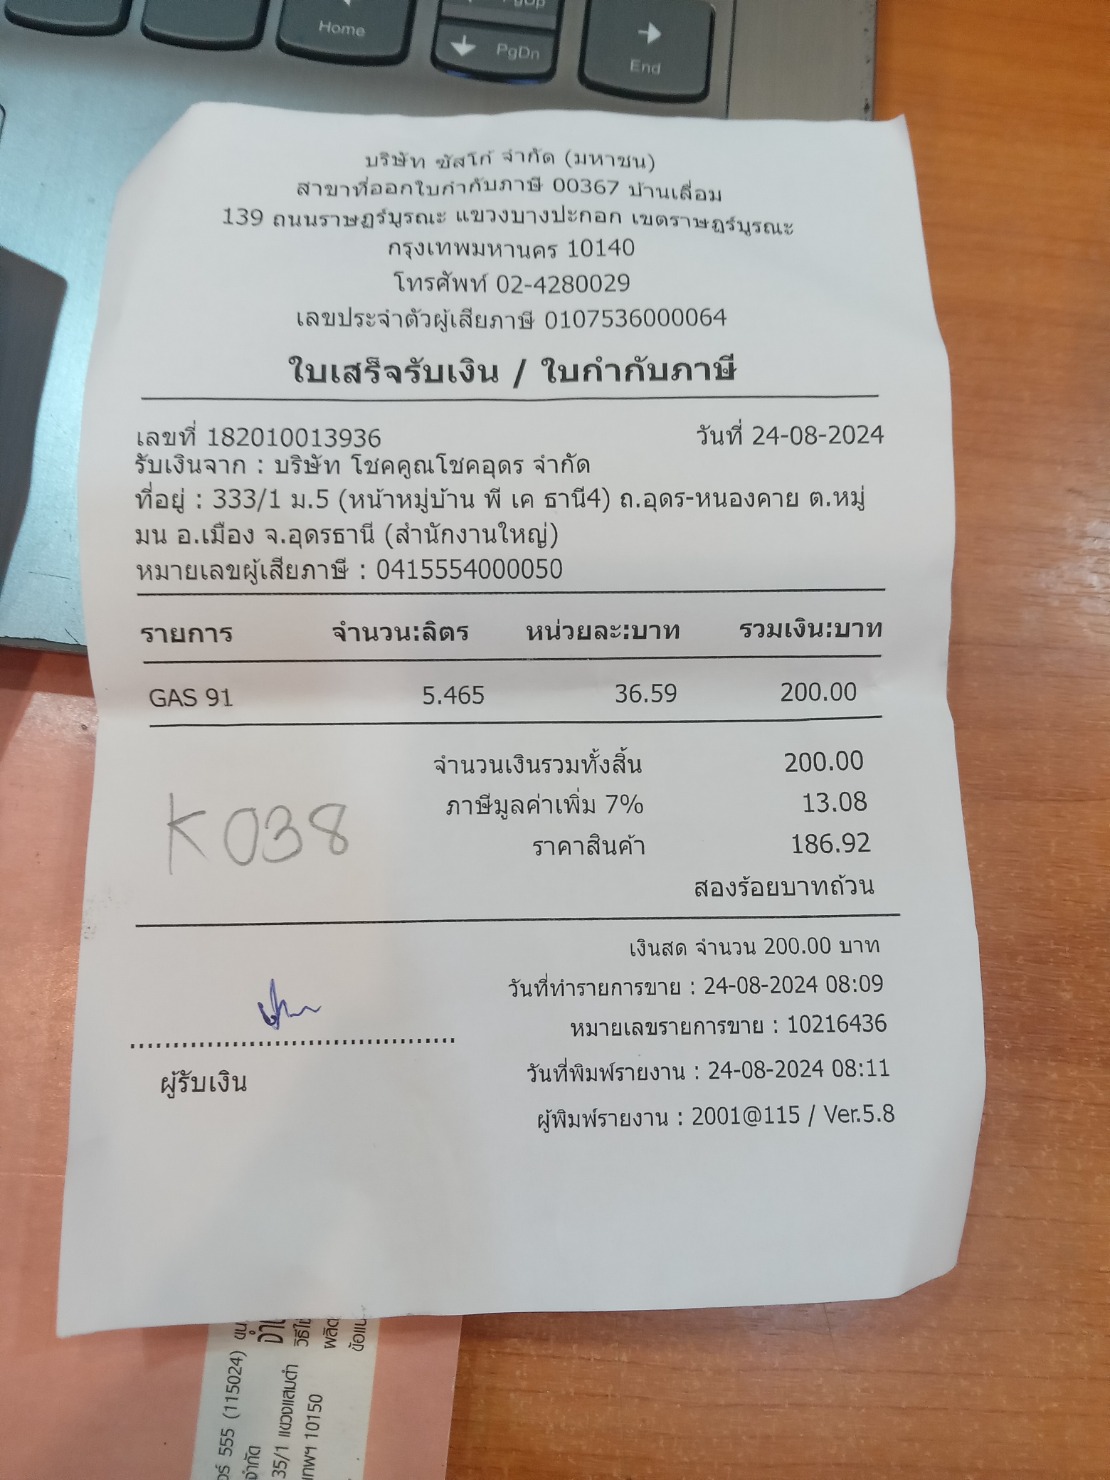 Home
PgUp
PgDn
End
บริษัท ซัสโก้ จำกัด (มหาชน)
สาขาที่ออกใบกำกับภาษี 00367 บ้านเลื่อม
139 ถนนราษฎร์บูรณะ แขวงบางปะกอก เขตราษฎร์บูรณะ
กรุงเทพมหานคร 10140
โทรศัพท์ 02-4280029
เลขประจำตัวผู้เสียภาษี 0107536000064
ใบเสร็จรับเงิน / ใบกำกับภาษี
เลขที่ 182010013936 วันที่ 24-08-2024
รับเงินจาก : บริษัท โชคคูณโชคอุดร จำกัด
ที่อยู่ : 333/1 ม.5 (หน้าหมู่บ้าน พี เค ธานี4) ถ.อุดร-หนองคาย ต.หมู่
มน อ.เมือง จ.อุดรธานี (สำนักงานใหญ่)
หมายเลขผู้เสียภาษี : 0415554000050
รายการ จำนวน:ลิตร หน่วยละ:บาท รวมเงิน:บาท
GAS 91 5.465 36.59 200.00
จำนวนเงินรวมทั้งสิ้น 200.00
ภาษีมูลค่าเพิ่ม 7% 13.08
K038
ราคาสินค้า 186.92
สองร้อยบาทถ้วน
เงินสด จำนวน 200.00 บาท
วันที่ทำรายการขาย : 24-08-2024 08:09
หมายเลขรายการขาย : 10216436
วันที่พิมพ์รายงาน : 24-08-2024 08:11
ผู้รับเงิน
ผู้พิมพ์รายงาน : 2001@115 / Ver.5.8
555 (115024)
จำกัด
35/1 แขวงแสมดำ
10150